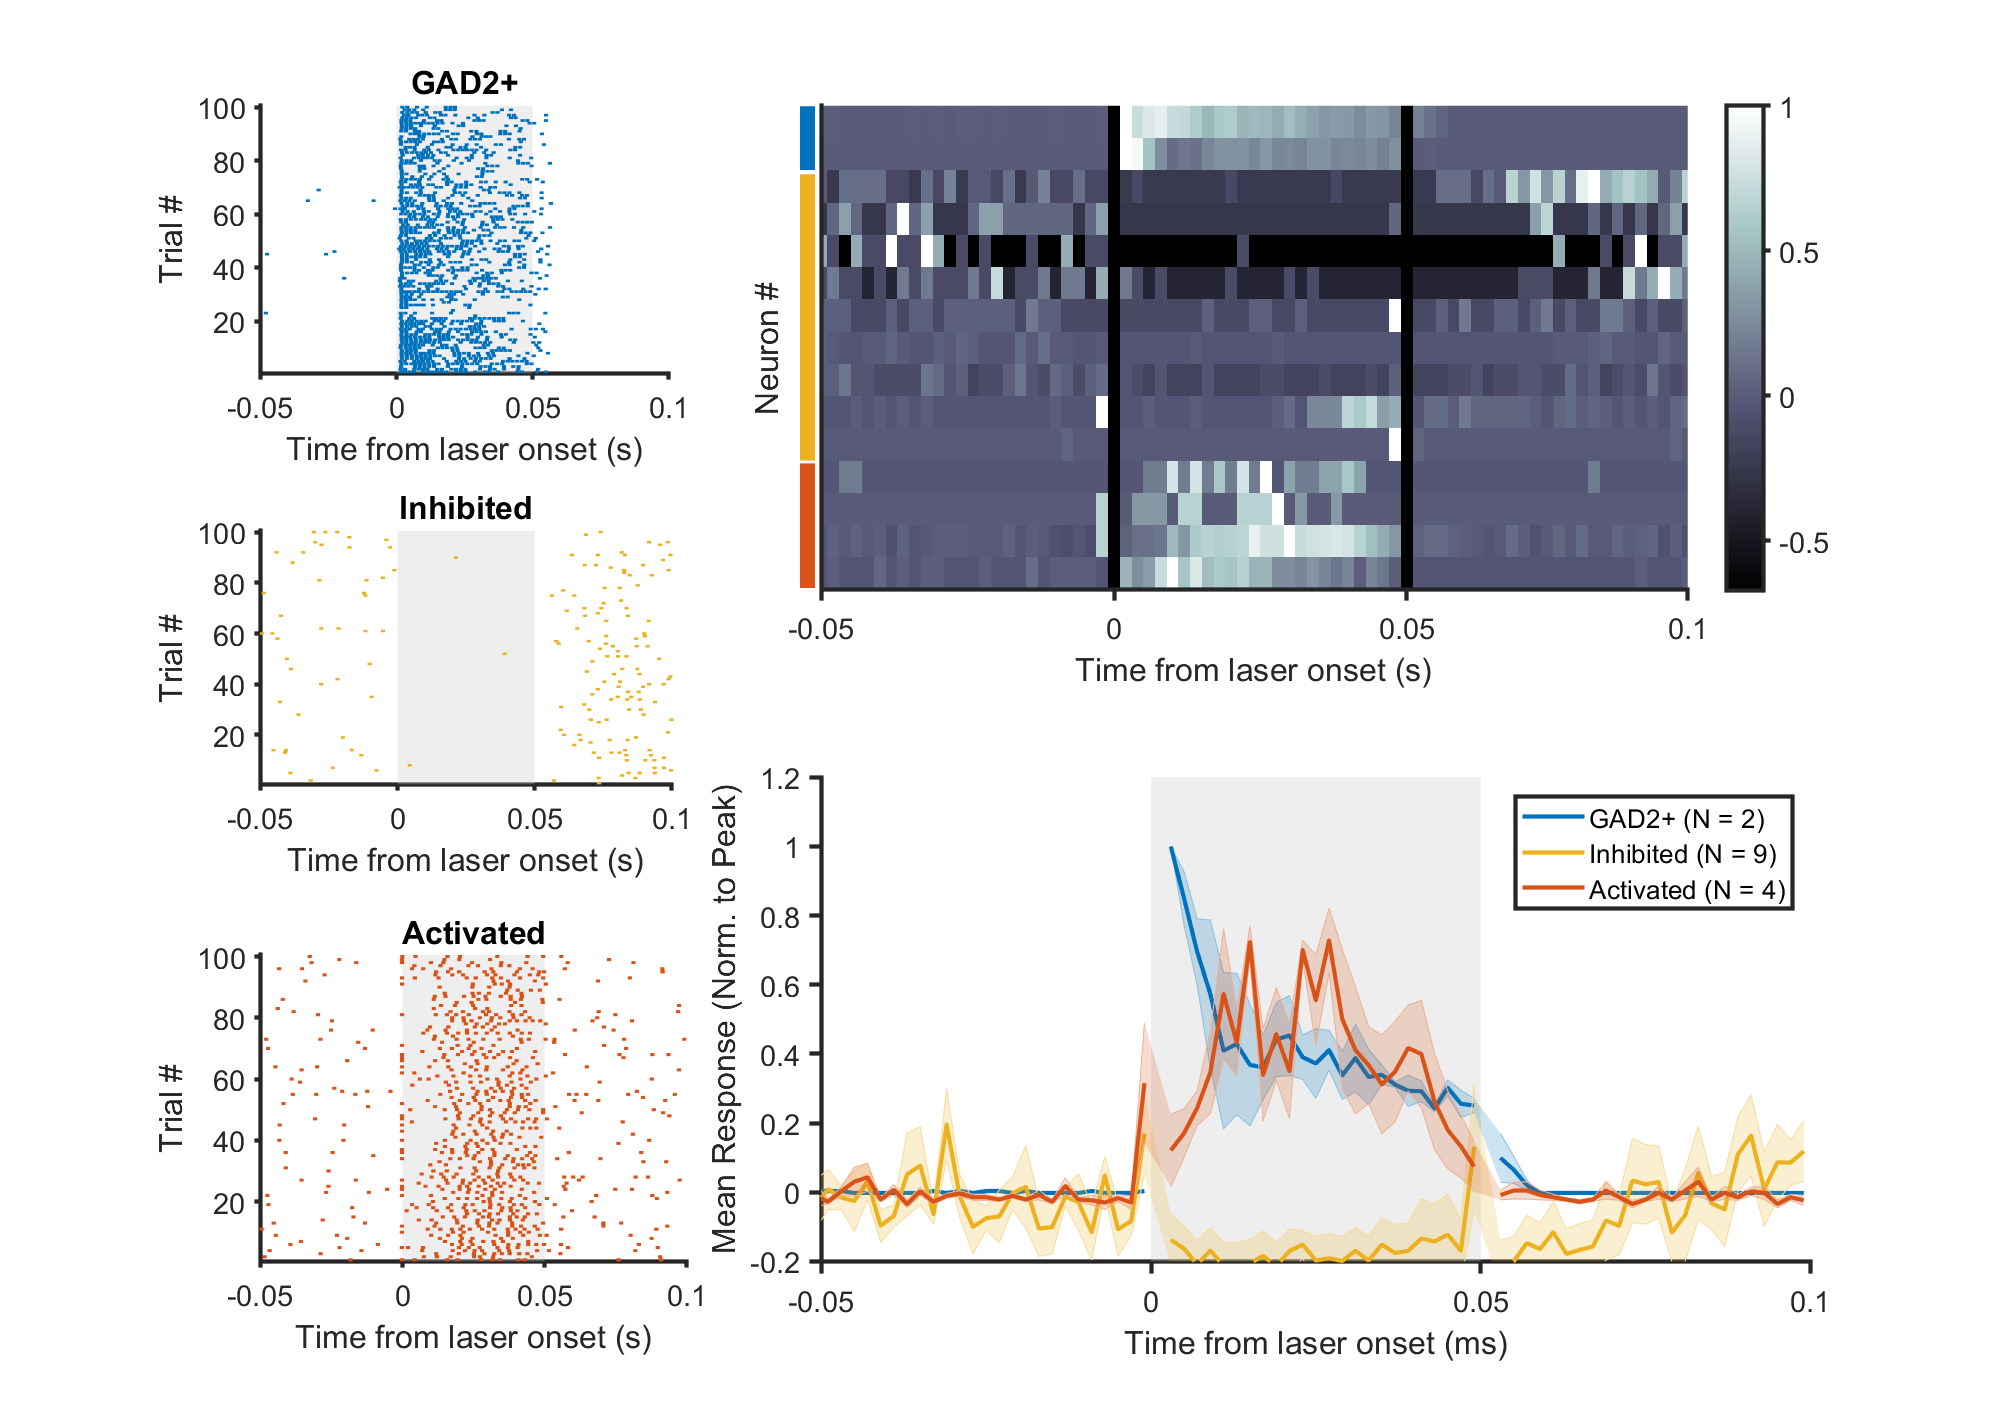 GAD2+
100
80
60
40
20
Trial #
-0.05 0 0.05 0.1
Time from laser onset (s)
Inhibited
100
80
60
40
20
Trial #
-0.05 0 0.05 0.1
Time from laser onset (s)
Activated
100
80
60
40
20
Trial #
-0.05 0 0.05 0.1
Time from laser onset (s)
Neuron #
-0.05 0 0.05 0.1
Time from laser onset (s)
1
0.5
0
-0.5
Mean Response (Norm. to Peak)
1.2
1
0.8
0.6
0.4
0.2
0
-0.2
GAD2+ (N = 2)
Inhibited (N = 9)
Activated (N = 4)
-0.05 0 0.05 0.1
Time from laser onset (ms)